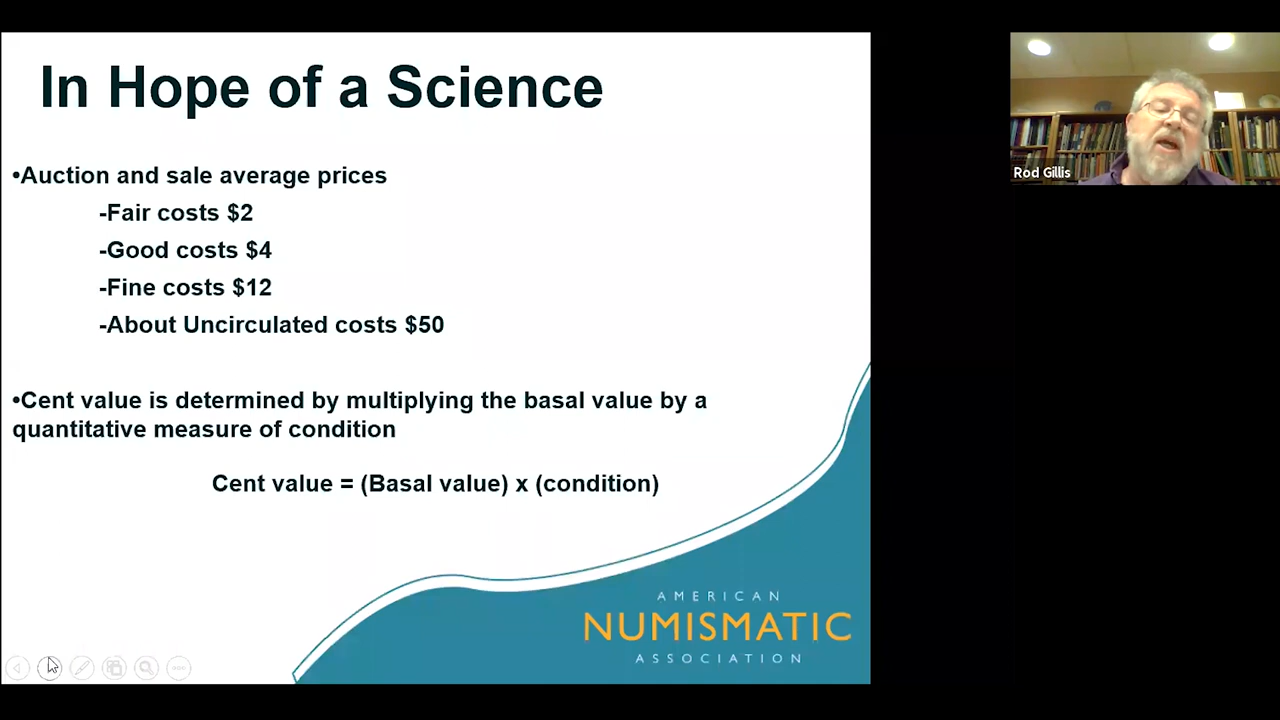 In Hope of a Science
•Auction and sale average prices
-Fair costs $2
-Good costs $4
-Fine costs $12
-About Uncirculated costs $50
•Cent value is determined by multiplying the basal value by a
quantitative measure of condition
Cent value = (Basal value) x (condition)
AMERICAN
NUMISMATIC
ASSOCIATION
Rod Gillis